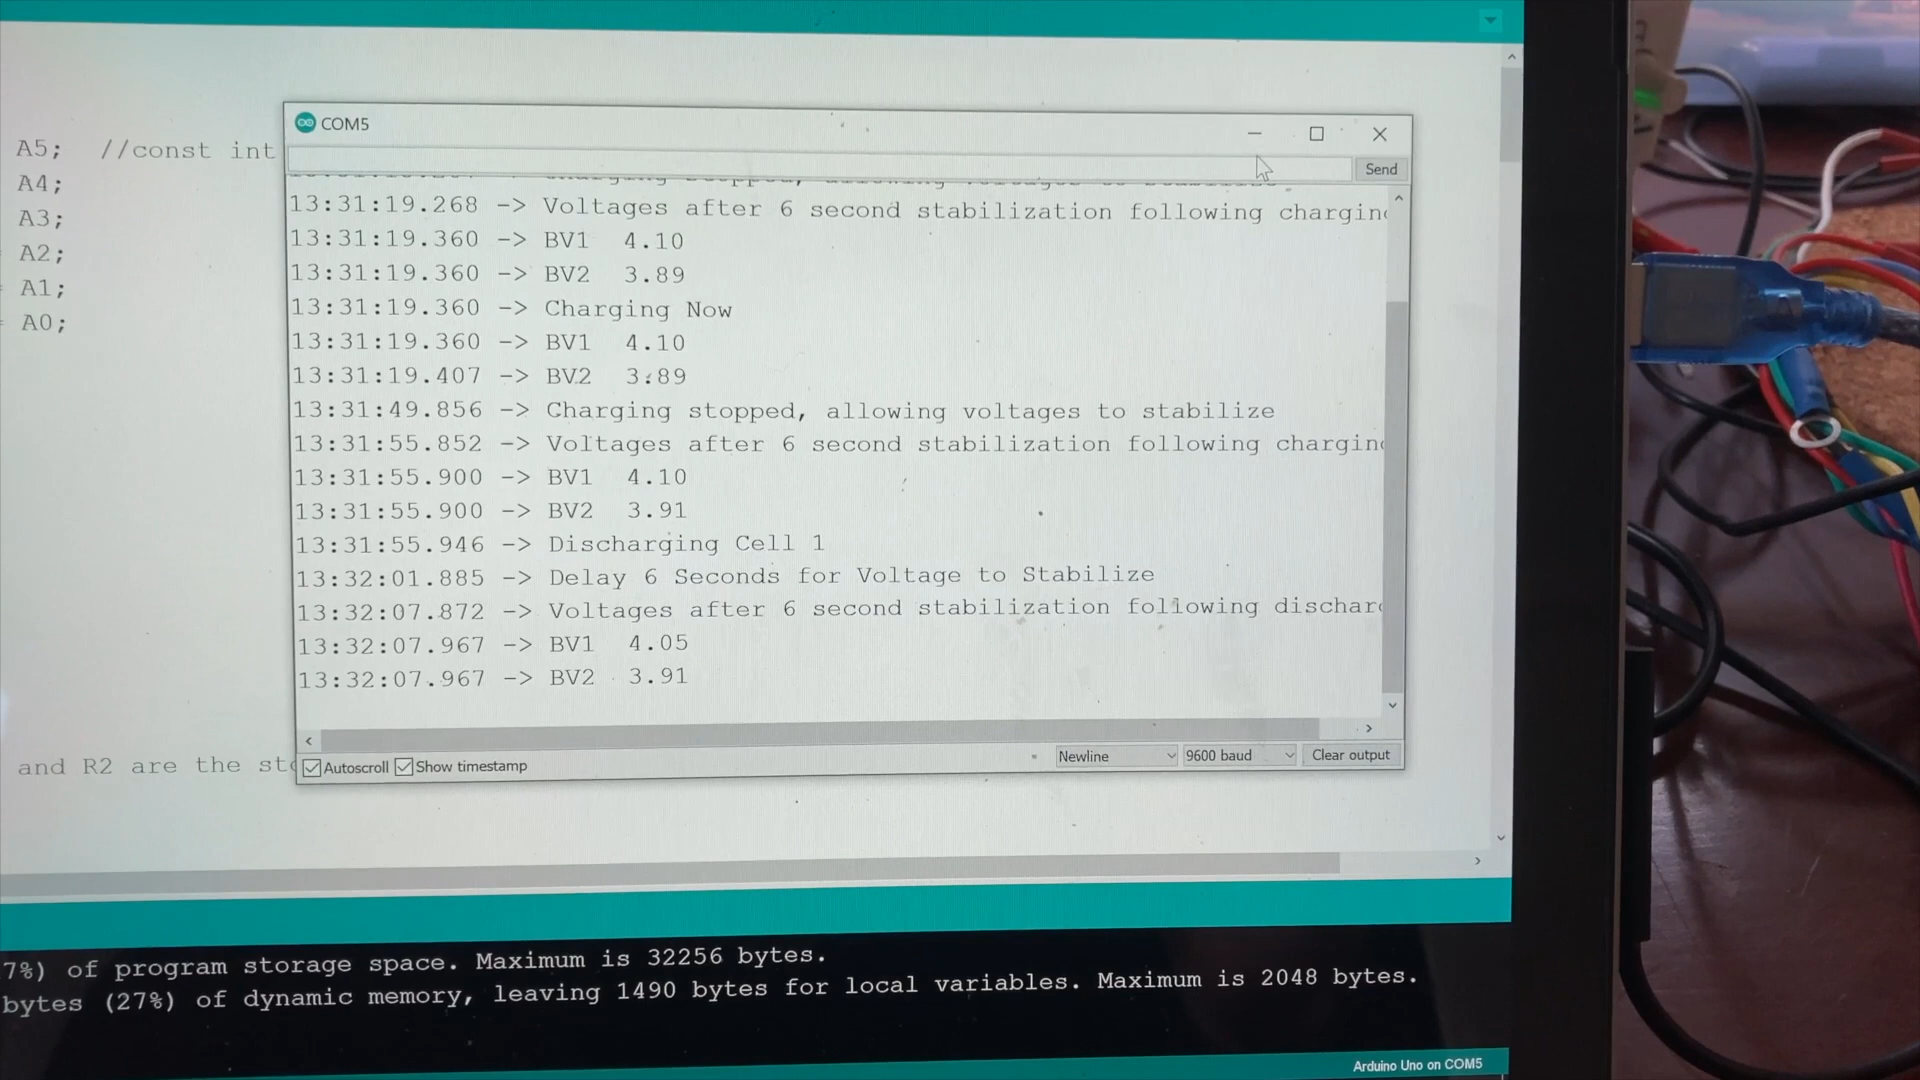 COM5
A5;  //const int
A4;
A3;
A2;
A1;
= A0;
Send
13:31:19.268 -> Voltages after 6 second stabilization following charging
13:31:19.360 -> BV1  4.10
13:31:19.360 -> BV2  3.89
13:31:19.360 -> Charging Now
13:31:19.360 -> BV1  4.10
13:31:19.407 -> BV2  3.89
13:31:49.856 -> Charging stopped, allowing voltages to stabilize
13:31:55.852 -> Voltages after 6 second stabilization following charging
13:31:55.900 -> BV1  4.10
13:31:55.900 -> BV2  3.91
13:31:55.946 -> Discharging Cell 1
13:32:01.885 -> Delay 6 Seconds for Voltage to Stabilize
13:32:07.872 -> Voltages after 6 second stabilization following discharg
13:32:07.967 -> BV1  4.05
13:32:07.967 -> BV2  3.91
and R2 are the sto
Autoscroll Show timestamp Newline 9600 baud Clear output
7%) of program storage space. Maximum is 32256 bytes.
bytes (27%) of dynamic memory, leaving 1490 bytes for local variables. Maximum is 2048 bytes.
Arduino Uno on COM5